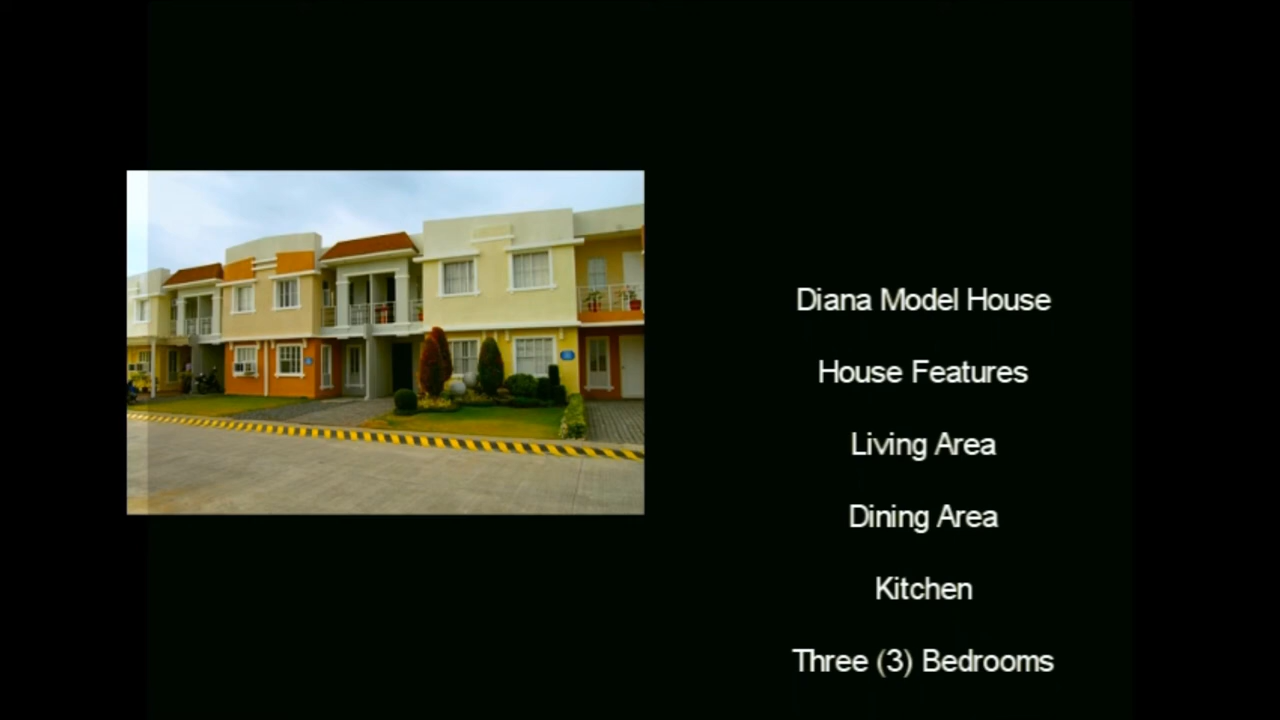 Diana Model House
House Features
Living Area
Dining Area
Kitchen
Three (3) Bedrooms